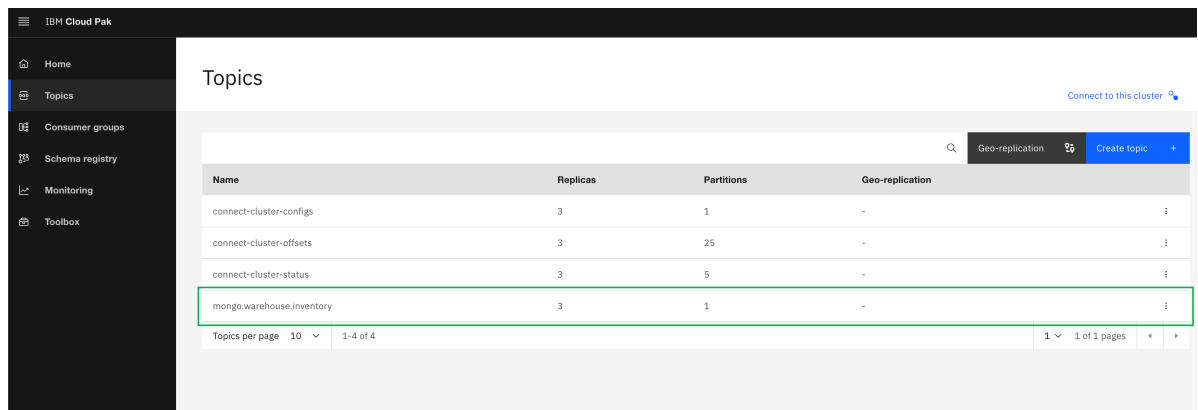 IBM Cloud Pak
Home
Topics
Consumer groups
Schema registry
Monitoring
Toolbox
Topics
Connect to this cluster
Geo-replication
Create topic +
Name Replicas Partitions Geo-replication
connect-cluster-configs 3 1 -
connect-cluster-offsets 3 25 -
connect-cluster-status 3 5 -
mongo.warehouse.inventory 3 1 -
Topics per page 10 1-4 of 4 1 1 of 1 pages